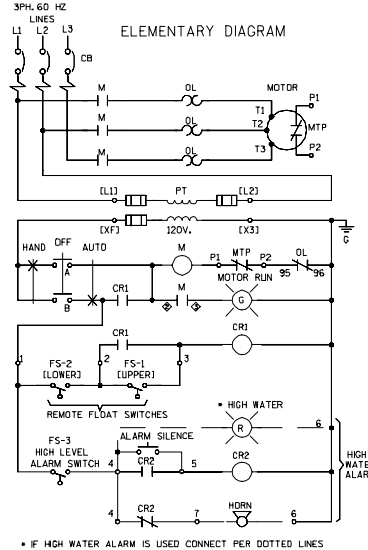 3PH. 60 HZ
LINES
L1 L2 L3
ELEMENTARY DIAGRAM
CB
M OL MOTOR
P1
T1
M OL
T2 MTP
M OL
T3 P2
[L1] PT [L2]
[XF] 120V. [X3]
G
HAND OFF AUTO
M
P1 MTP P2 OL
A
95 96
MOTOR RUN
CR1 M
B
2 3
G
CR1 CR1
1 2 3
FS-2 FS-1
[LOWER] [UPPER]
REMOTE FLOAT SWITCHES
* HIGH WATER
R 6
FS-3
HIGH LEVEL
ALARM SWITCH
ALARM SILENCE
4 CR2 5 CR2
HIGH
WATE
ALAR
CR2 HORN
4 7 6
* IF HIGH WATER ALARM IS USED CONNECT PER DOTTED LINES